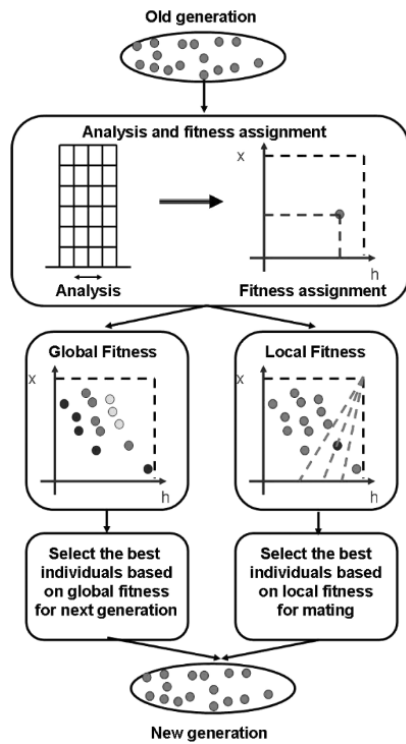 Old generation
Analysis and fitness assignment
x
h
Analysis
Fitness assignment
Global Fitness
x
h
Local Fitness
x
h
Select the best
individuals based
on global fitness
for next generation
Select the best
individuals based
on local fitness
for mating
New generation